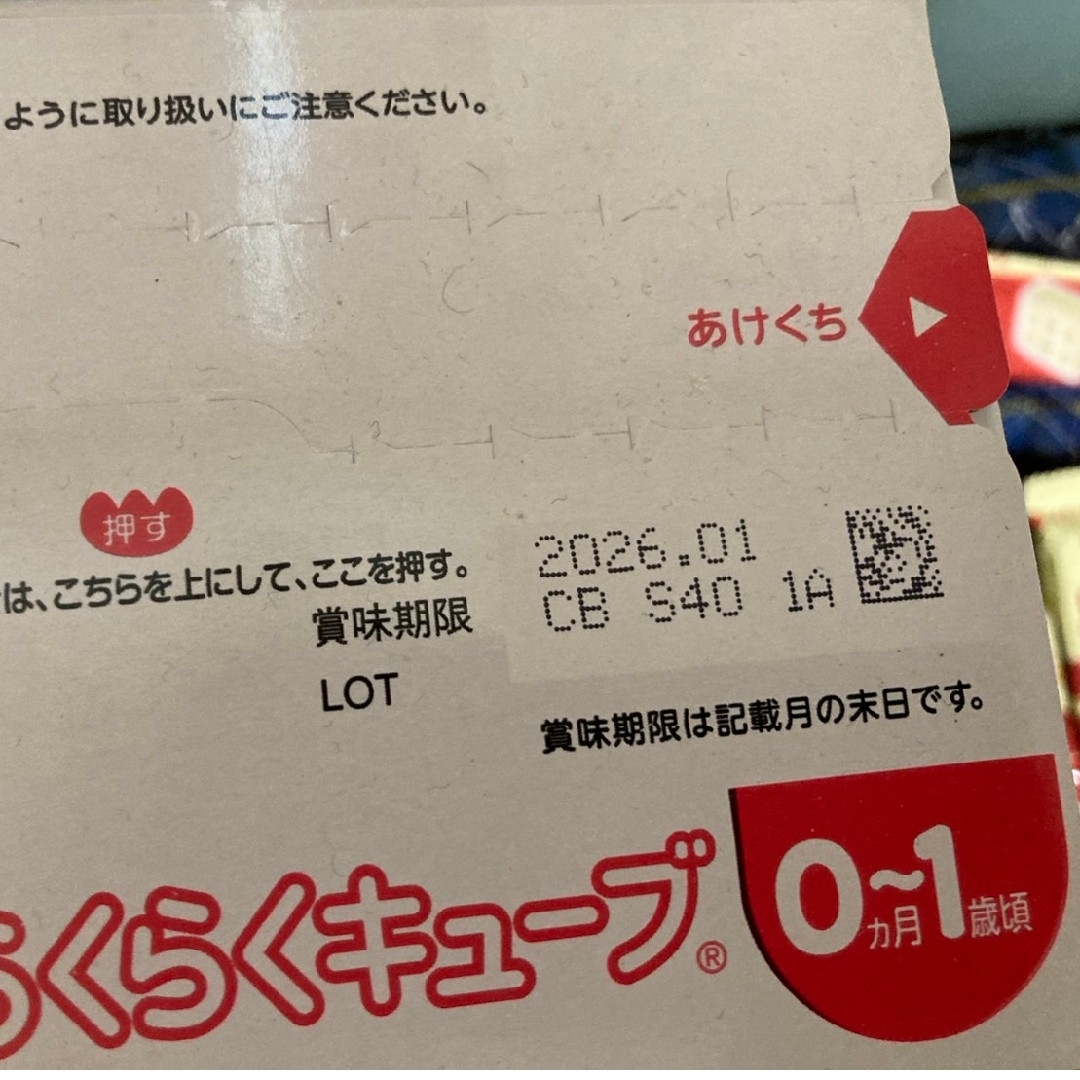 ように取り扱いにご注意ください。
あけくち
押す
は、こちらを上にして、ここを押す。
賞味期限
2026.01
LOT
CB S40 1A
賞味期限は記載月の末日です。
らくらくキューブ®
0ヵ月~1歳頃